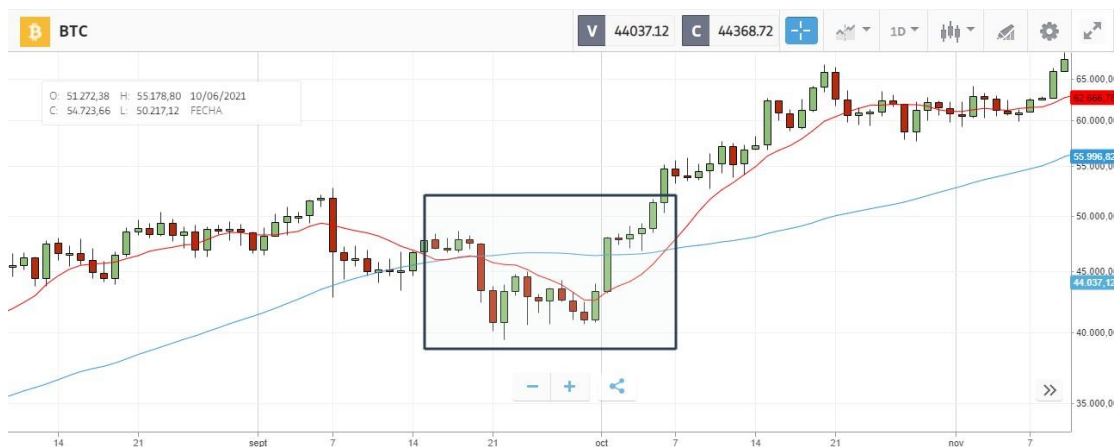 BTC V 44037.12 C 44368.72 1D
O: 51.272,38 H: 55.178,80 10/06/2021
C: 54.723,66 L: 50.217,12 FECHA
65.000,00
60.000,00
55.996,82
55.000,00
50.000,00
45.000,00
44.037,12
40.000,00
35.000,00
14 21 sept 7 14 21 oct 7 14 21 nov 7